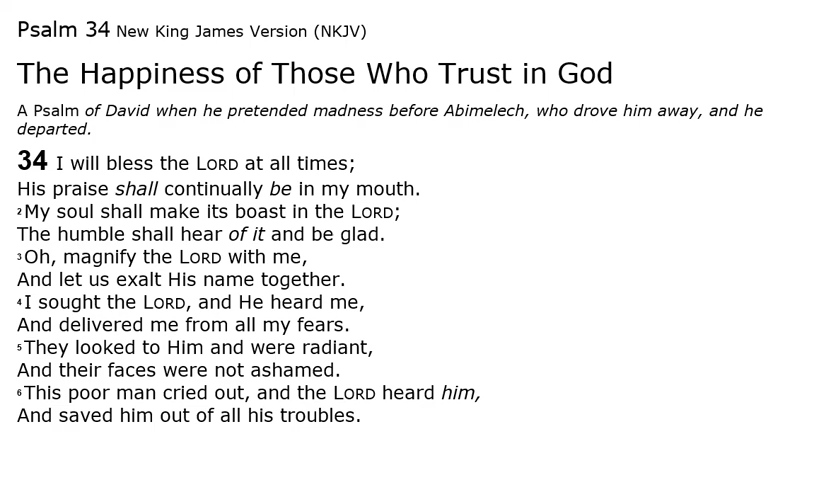 Psalm 34 New King James Version (NKJV)
The Happiness of Those Who Trust in God
A Psalm of David when he pretended madness before Abimelech, who drove him away, and he
departed.
34 I will bless the LORD at all times;
His praise shall continually be in my mouth.
2 My soul shall make its boast in the LORD;
The humble shall hear of it and be glad.
3 Oh, magnify the LORD with me,
And let us exalt His name together.
4 I sought the LORD, and He heard me,
And delivered me from all my fears.
5 They looked to Him and were radiant,
And their faces were not ashamed.
6 This poor man cried out, and the LORD heard him,
And saved him out of all his troubles.